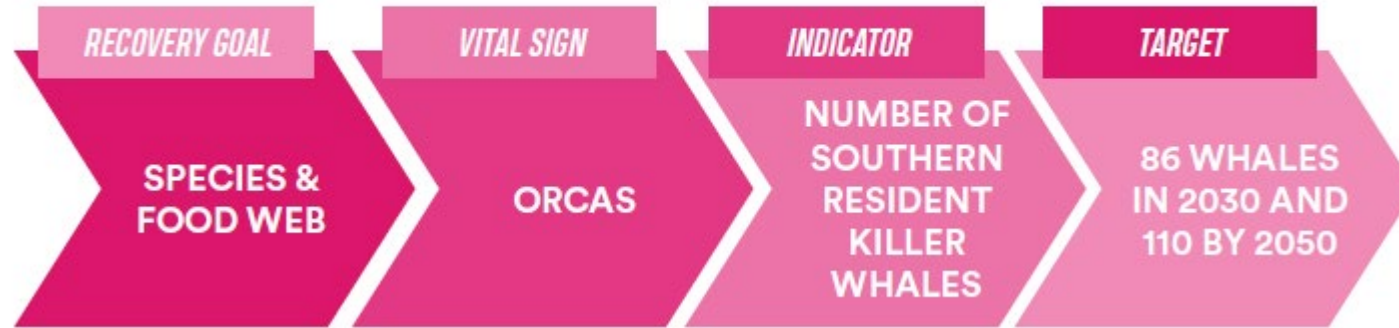 RECOVERY GOAL
SPECIES &
FOOD WEB
VITAL SIGN
ORCAS
INDICATOR
NUMBER OF
SOUTHERN
RESIDENT
KILLER
WHALES
TARGET
86 WHALES
IN 2030 AND
110 BY 2050